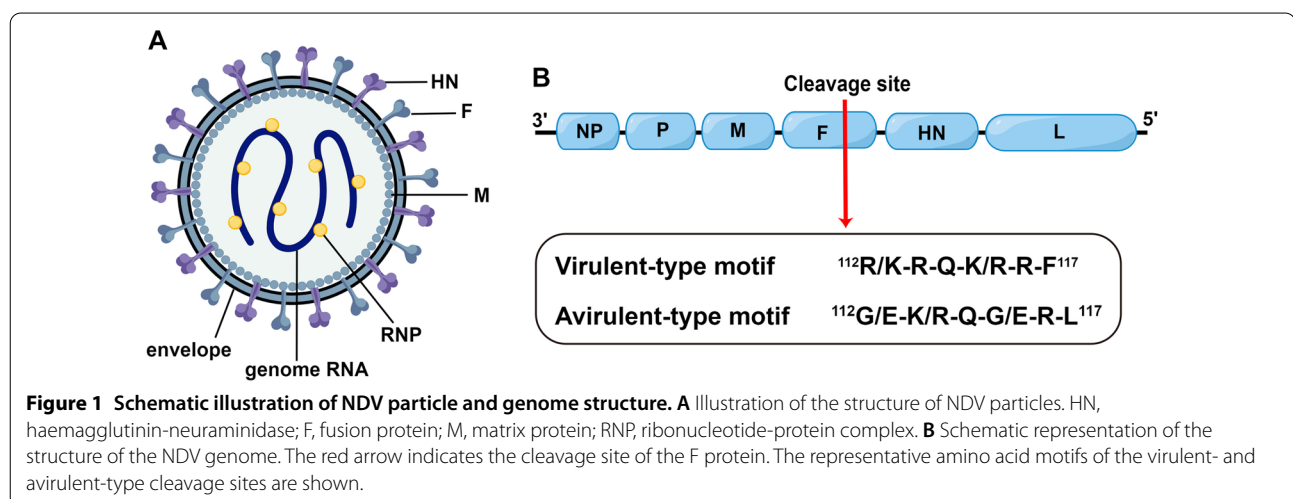 A
HN
F
M
RNP
envelope
genome RNA
B
Cleavage site
3'
NP
P
M
F
HN
L
5'
Virulent-type motif ¹¹²R/K-R-Q-K/R-R-F¹¹⁷
Avirulent-type motif ¹¹²G/E-K/R-Q-G/E-R-L¹¹⁷
Figure 1 Schematic illustration of NDV particle and genome structure. A Illustration of the structure of NDV particles. HN,
haemagglutinin-neuraminidase; F, fusion protein; M, matrix protein; RNP, ribonucleotide-protein complex. B Schematic representation of the
structure of the NDV genome. The red arrow indicates the cleavage site of the F protein. The representative amino acid motifs of the virulent- and
avirulent-type cleavage sites are shown.